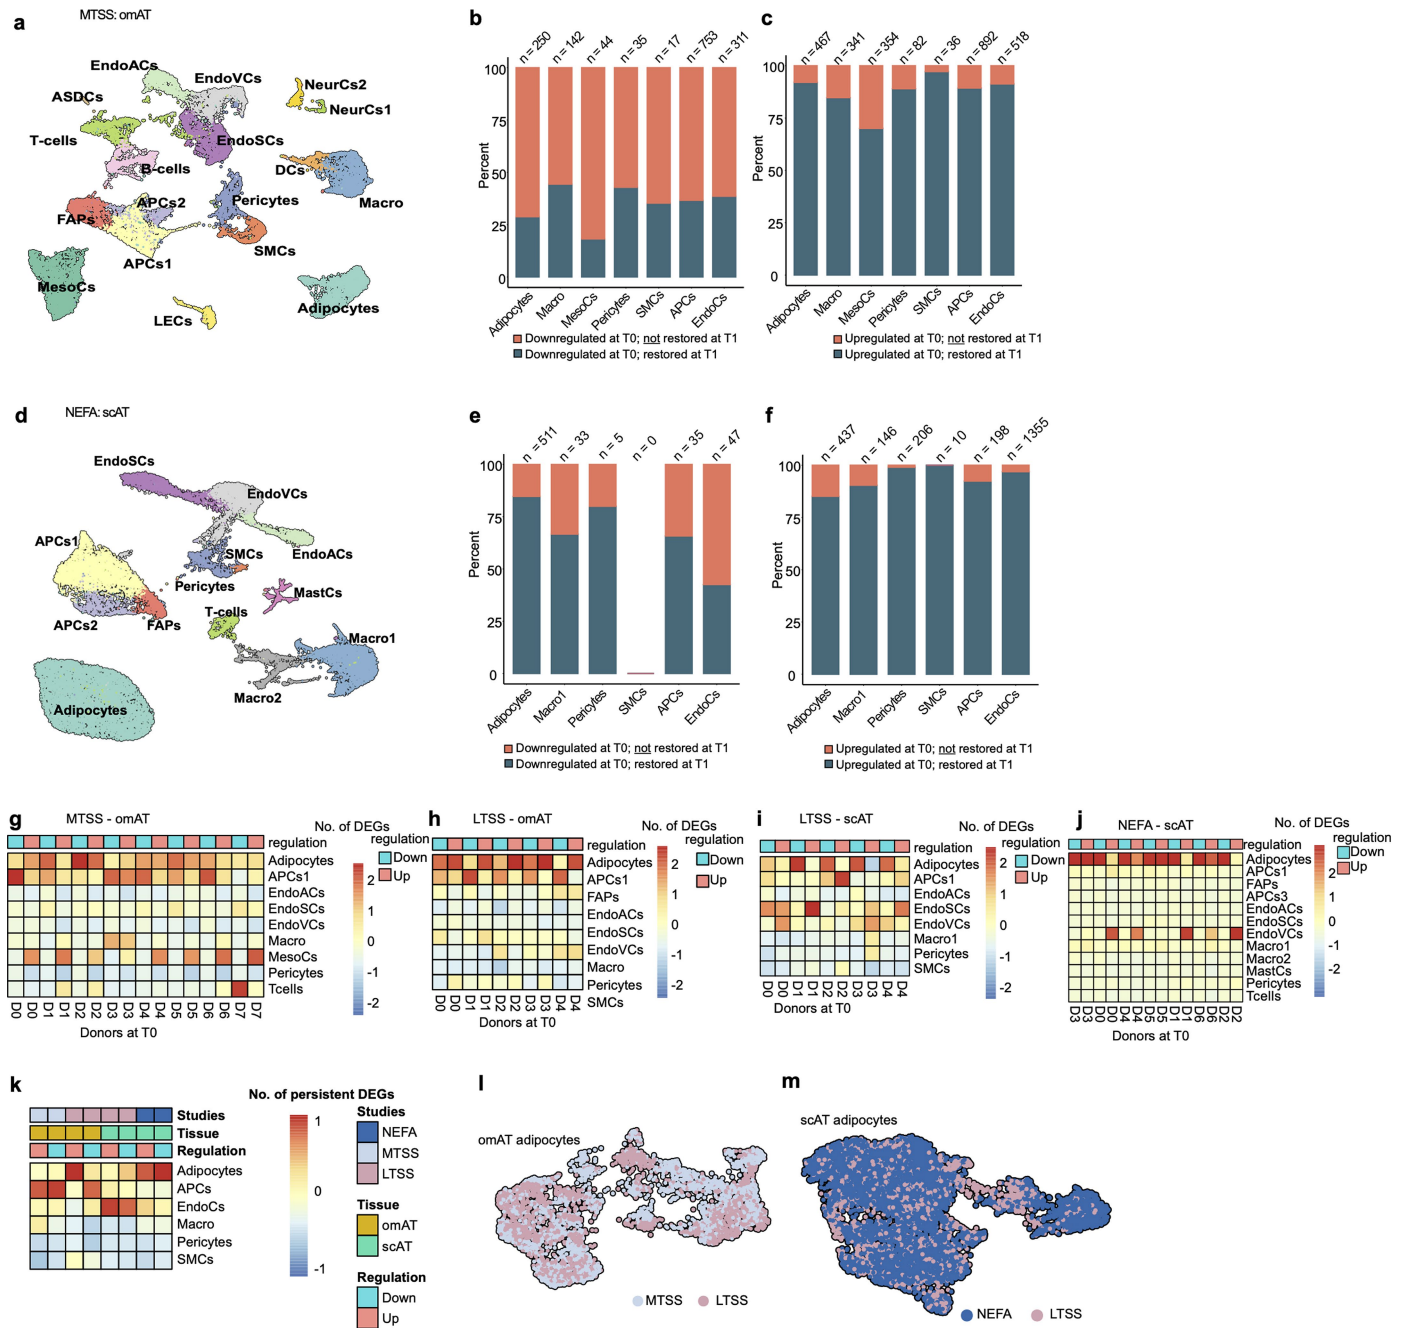 a
MTSS: omAT
EndoACs
EndoVCs
NeurCs2
NeurCs1
ASDCs
T-cells
EndoSCs
B-cells
DCs
Macro
Pericytes
APCs2
FAPs
SMCs
APCs1
MesoCs
Adipocytes
LECs
b
n = 250
n = 142
n = 44
n = 35
n = 17
n = 753
n = 311
Percent
100
75
50
25
0
Adipocytes
Macro
MesoCs
Pericytes
SMCs
APCs
EndoCs
Downregulated at T0; not restored at T1
Downregulated at T0; restored at T1
c
n = 467
n = 341
n = 354
n = 82
n = 36
n = 892
n = 518
Percent
100
75
50
25
0
Adipocytes
Macro
MesoCs
Pericytes
SMCs
APCs
EndoCs
Upregulated at T0; not restored at T1
Upregulated at T0; restored at T1
d
NEFA: scAT
EndoSCs
EndoVCs
APCs1
SMCs
EndoACs
Pericytes
MastCs
T-cells
APCs2
FAPs
Macro1
Macro2
Adipocytes
e
n = 511
n = 33
n = 5
n = 0
n = 35
n = 47
Percent
100
75
50
25
0
Adipocytes
Macro1
Pericytes
SMCs
APCs
EndoCs
Downregulated at T0; not restored at T1
Downregulated at T0; restored at T1
f
n = 437
n = 146
n = 206
n = 10
n = 198
n = 1355
Percent
100
75
50
25
0
Adipocytes
Macro1
Pericytes
SMCs
APCs
EndoCs
Upregulated at T0; not restored at T1
Upregulated at T0; restored at T1
g
MTSS - omAT
No. of DEGs
regulation
regulation
Down
Up
Adipocytes
APCs1
EndoACs
EndoSCs
EndoVCs
Macro
MesoCs
Pericytes
Tcells
2
1
0
-1
-2
D0 D0 D1 D1 D2 D2 D3 D3 D4 D4 D5 D5 D6 D6 D7 D7
Donors at T0
h
LTSS - omAT
No. of DEGs
regulation
regulation
Down
Up
Adipocytes
APCs1
FAPs
EndoACs
EndoSCs
EndoVCs
Macro
Pericytes
SMCs
2
1
0
-1
-2
D0 D0 D1 D1 D2 D2 D3 D3 D4 D4
Donors at T0
i
LTSS - scAT
No. of DEGs
regulation
regulation
Down
Up
Adipocytes
APCs1
EndoACs
EndoSCs
EndoVCs
Macro1
Pericytes
SMCs
2
1
0
-1
-2
D0 D0 D1 D1 D2 D2 D3 D3 D4 D4
Donors at T0
j
NEFA - scAT
No. of DEGs
regulation
regulation
Down
Up
Adipocytes
APCs1
FAPs
APCs3
EndoACs
EndoSCs
EndoVCs
Macro1
Macro2
MastCs
Pericytes
Tcells
2
1
0
-1
-2
D3 D3 D0 D0 D4 D4 D5 D5 D1 D1 D6 D6 D2 D2
Donors at T0
k
No. of persistent DEGs
Studies
Tissue
Regulation
Adipocytes
APCs
EndoCs
Macro
Pericytes
SMCs
1
0
-1
Studies
NEFA
MTSS
LTSS
Tissue
omAT
scAT
Regulation
Down
Up
l
omAT adipocytes
MTSS
LTSS
m
scAT adipocytes
NEFA
LTSS